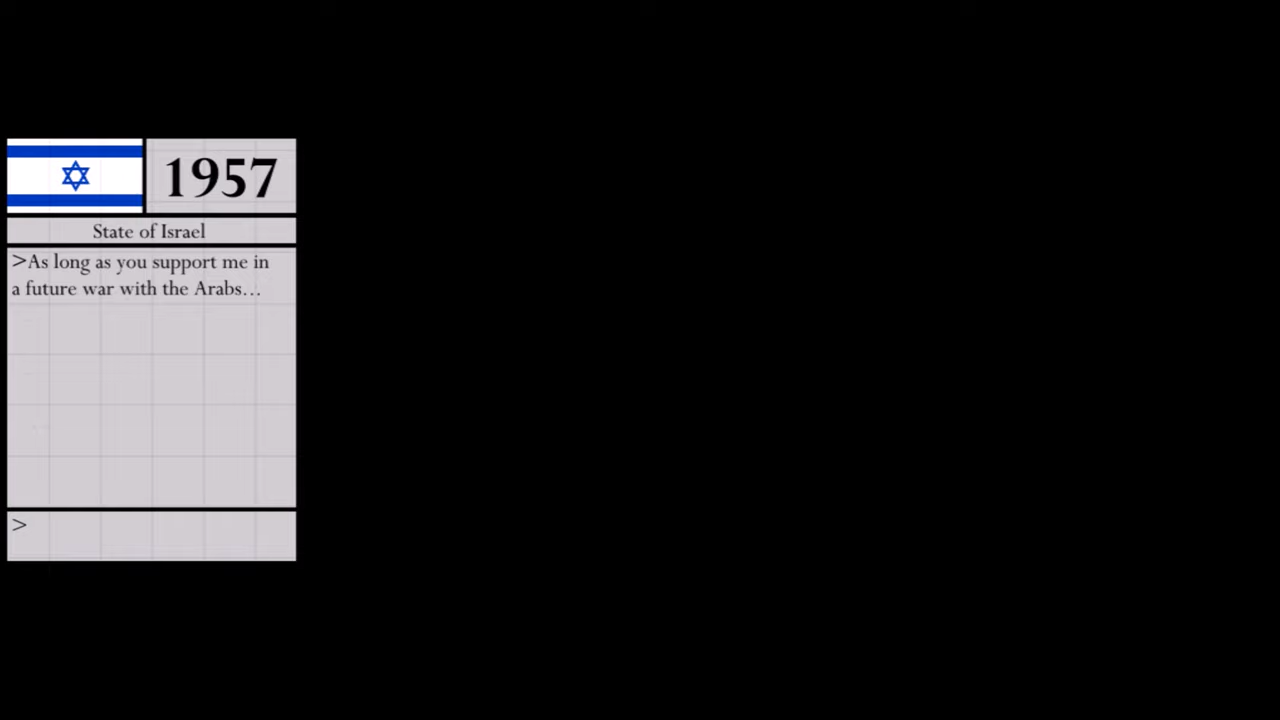 1957
State of Israel
>As long as you support me in
a future war with the Arabs...
>